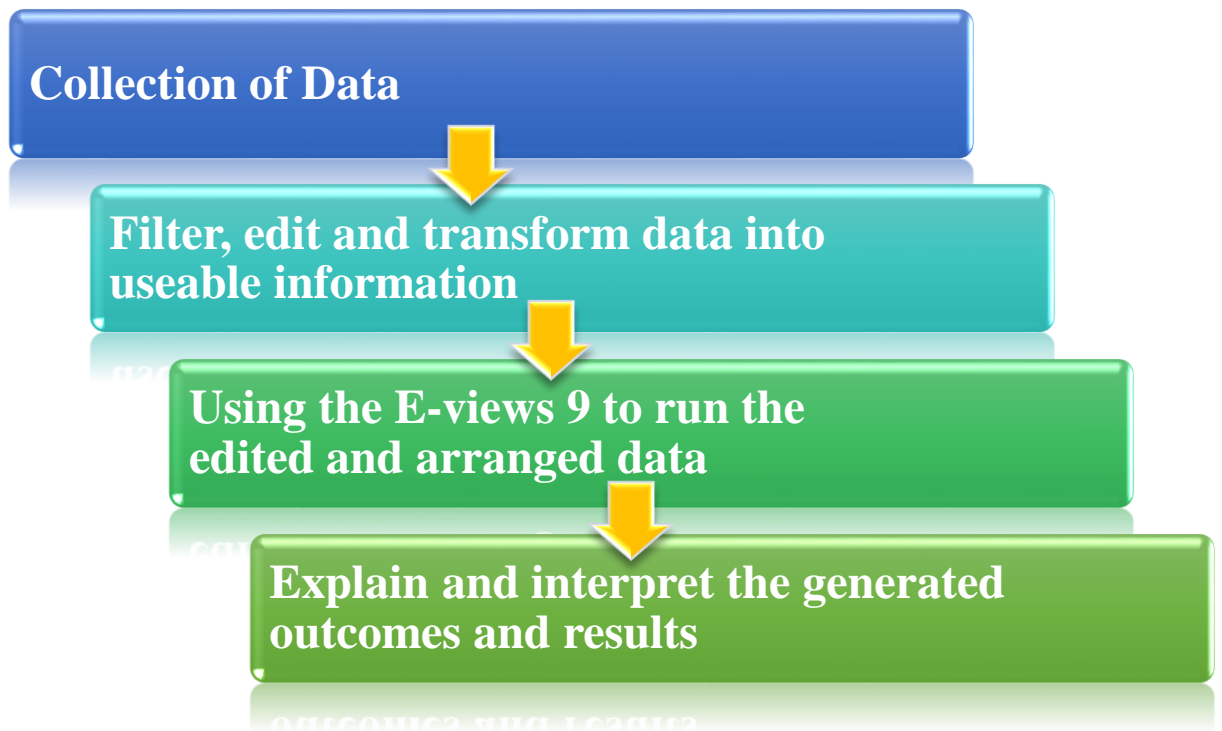 Collection of Data
Filter, edit and transform data into
useable information
Using the E-views 9 to run the
edited and arranged data
Explain and interpret the generated
outcomes and results